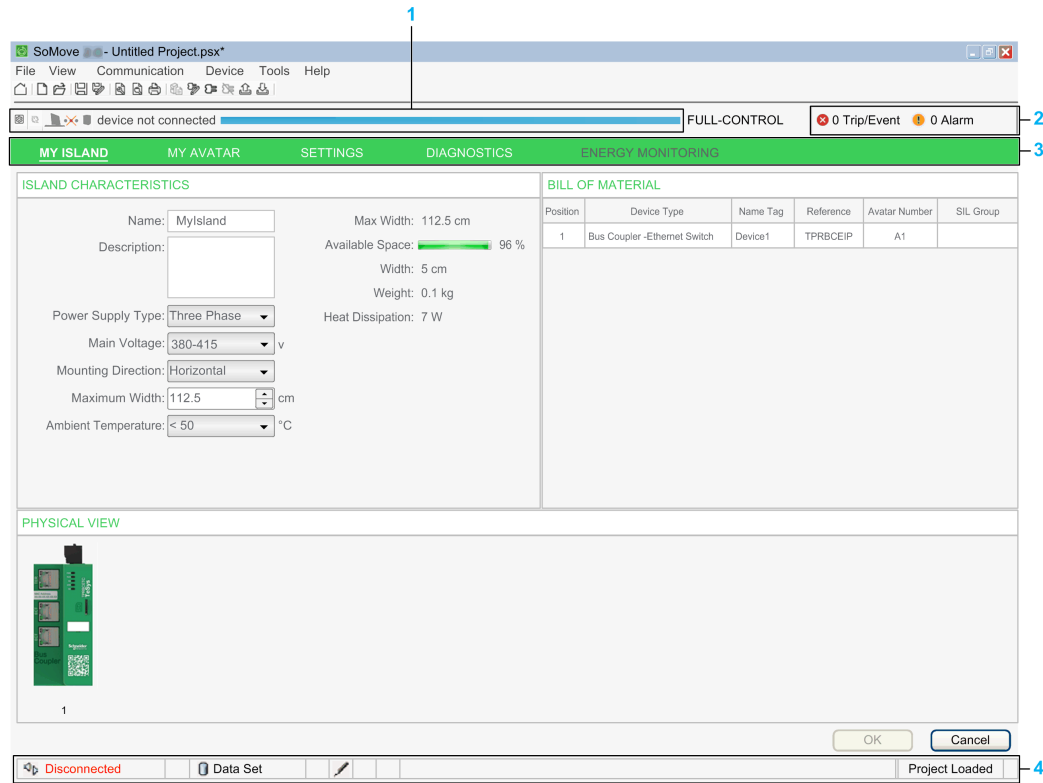 1
SoMove - Untitled Project.psx*
File View Communication Device Tools Help
device not connected FULL-CONTROL 0 Trip/Event 0 Alarm 2
MY ISLAND MY AVATAR SETTINGS DIAGNOSTICS ENERGY MONITORING 3
ISLAND CHARACTERISTICS
Name: MyIsland
Description:
Power Supply Type: Three Phase
Main Voltage: 380-415 v
Mounting Direction: Horizontal
Maximum Width: 112.5 cm
Ambient Temperature: < 50 °C
Max Width: 112.5 cm
Available Space: 96 %
Width: 5 cm
Weight: 0.1 kg
Heat Dissipation: 7 W
BILL OF MATERIAL
Position Device Type Name Tag Reference Avatar Number SIL Group
1 Bus Coupler -Ethernet Switch Device1 TPRBCEIP A1
PHYSICAL VIEW
TeSys
Schneider
Bus
Coupler
1
OK Cancel
Disconnected Data Set Project Loaded 4